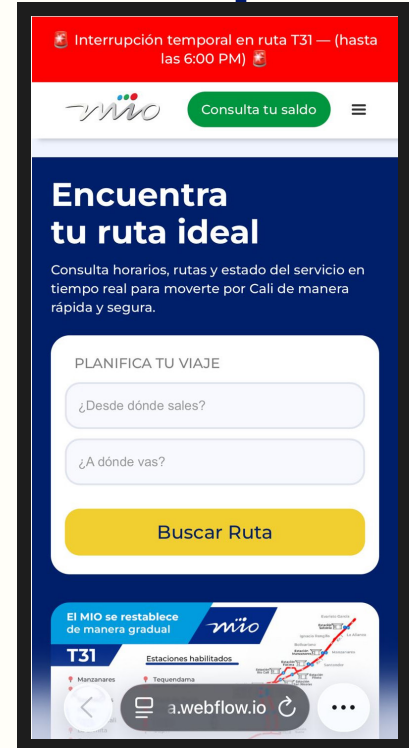 🚨 Interrupción temporal en ruta T31 — (hasta
las 6:00 PM) 🚨
mio
Consulta tu saldo
Encuentra
tu ruta ideal
Consulta horarios, rutas y estado del servicio en
tiempo real para moverte por Cali de manera
rápida y segura.
PLANIFICA TU VIAJE
¿Desde dónde sales?
¿A dónde vas?
Buscar Ruta
El MIO se restablece
de manera gradual
mio
T31
Estaciones habilitados
Manzanares
Tequendama
a.webflow.io